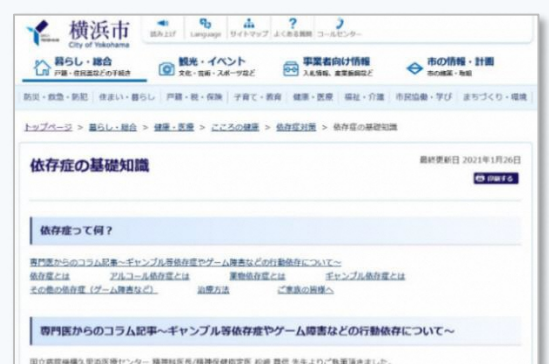 横浜市
City of Yokohama
読み上げ Language サイトマップ よくある質問 コールセンター
暮らし・総合
戸籍・住民票などの手続き
観光・イベント
文化・芸術・スポーツなど
事業者向け情報
入札情報、産業振興など
市の情報・計画
市の概要・取組
防災・救急・防犯 住まい・暮らし 戸籍・税・保険 子育て・教育 健康・医療 福祉・介護 市民協働・学び まちづくり・環境
トップページ > 暮らし・総合 > 健康・医療 > こころの健康 > 依存症対策 > 依存症の基礎知識
依存症の基礎知識
最終更新日 2021年1月26日
印刷する
依存症って何?
専門医からのコラム記事~ギャンブル等依存症やゲーム障害などの行動依存について~
依存症とは アルコール依存症とは 薬物依存症とは ギャンブル依存症とは
その他の依存症(ゲーム障害など) 治療方法 ご家族の皆様へ
専門医からのコラム記事~ギャンブル等依存症やゲーム障害などの行動依存について~